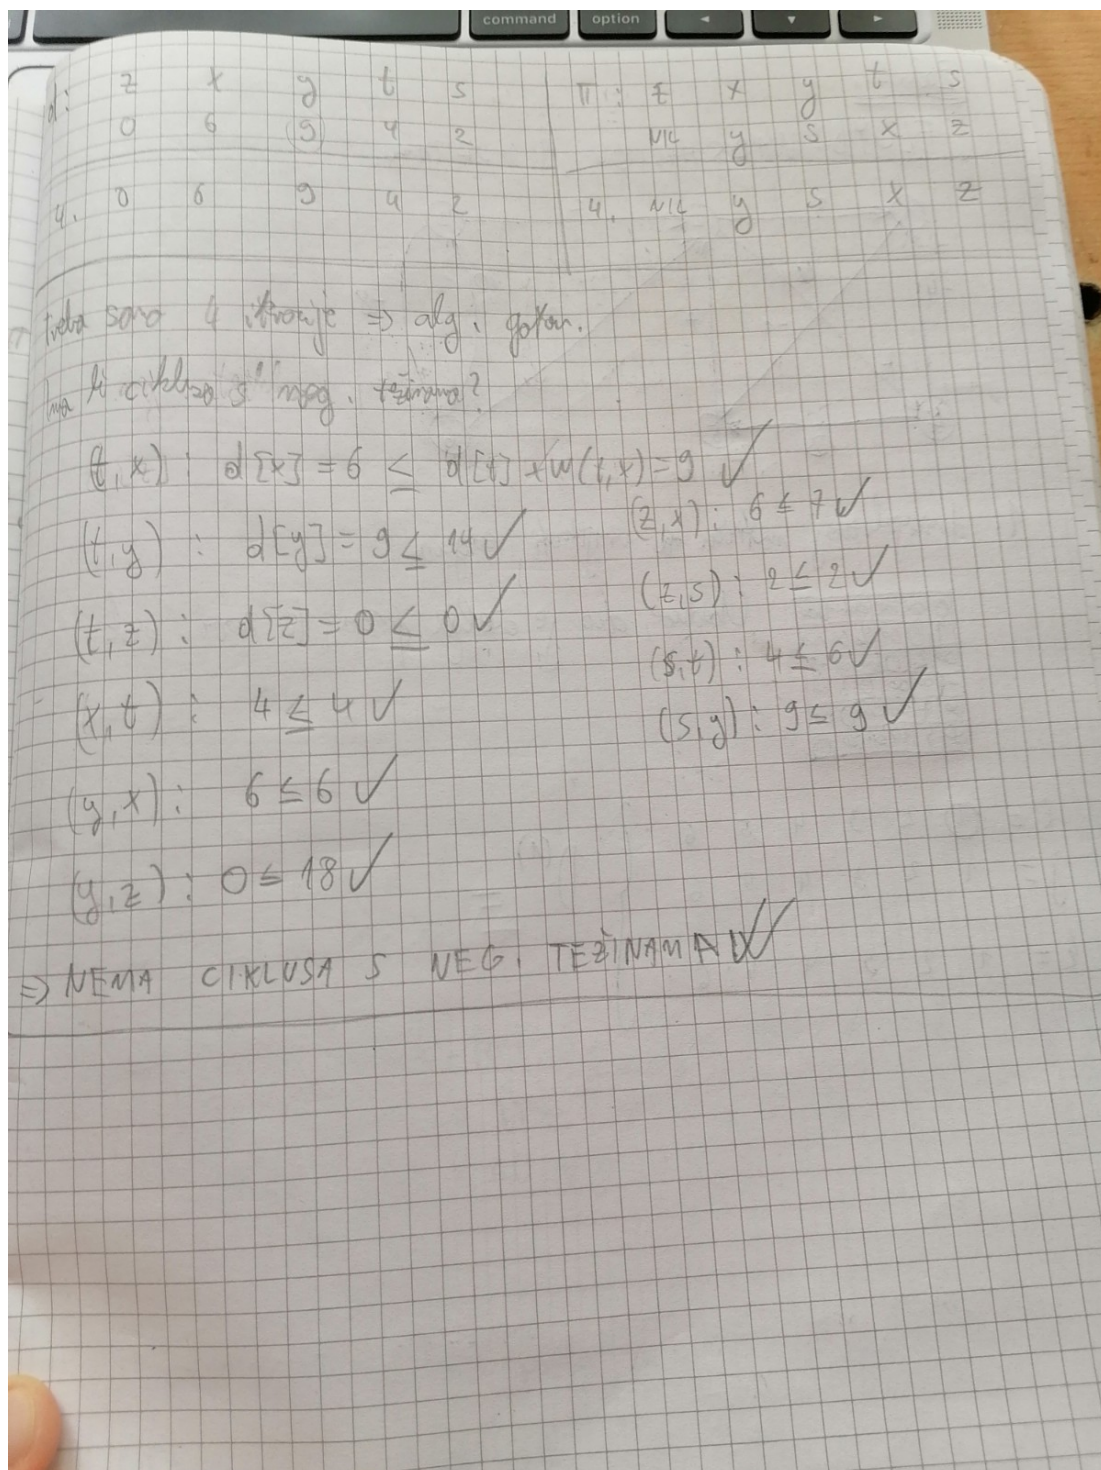 command option ◄ ▼ ►
d: z x y t s π: z x y t s
0 6 9 4 2 NIL y s x z
4. 0 6 9 4 2 4. NIL y s x z
treba samo 4 iteracije => alg. gotov.
Ima li ciklusa s neg. težinama?
(t,x): d[x]=6 ≤ d[t]+w(t,x)=9 ✓
(z,x): 6 ≤ 7 ✓
(t,y): d[y]=9 ≤ 14 ✓
(z,s): 2 ≤ 2 ✓
(t,z): d[z]=0 ≤ 0 ✓
(s,t): 4 ≤ 6 ✓
(x,t): 4 ≤ 4 ✓
(s,y): 9 ≤ 9 ✓
(y,x): 6 ≤ 6 ✓
(y,z): 0 ≤ 18 ✓
=> NEMA CIKLUSA S NEG. TEŽINAMA